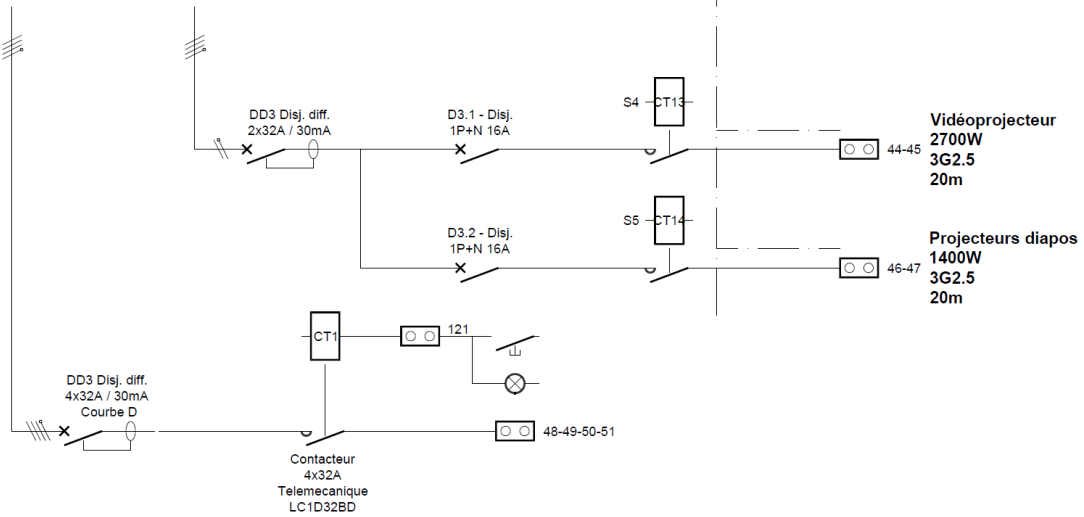 DD3 Disj. diff.
2x32A / 30mA
D3.1 - Disj.
1P+N 16A
S4
CT13
44-45
Vidéoprojecteur
2700W
3G2.5
20m
D3.2 - Disj.
1P+N 16A
S5
CT14
46-47
Projecteurs diapos
1400W
3G2.5
20m
CT1
121
DD3 Disj. diff.
4x32A / 30mA
Courbe D
48-49-50-51
Contacteur
4x32A
Telemecanique
LC1D32BD